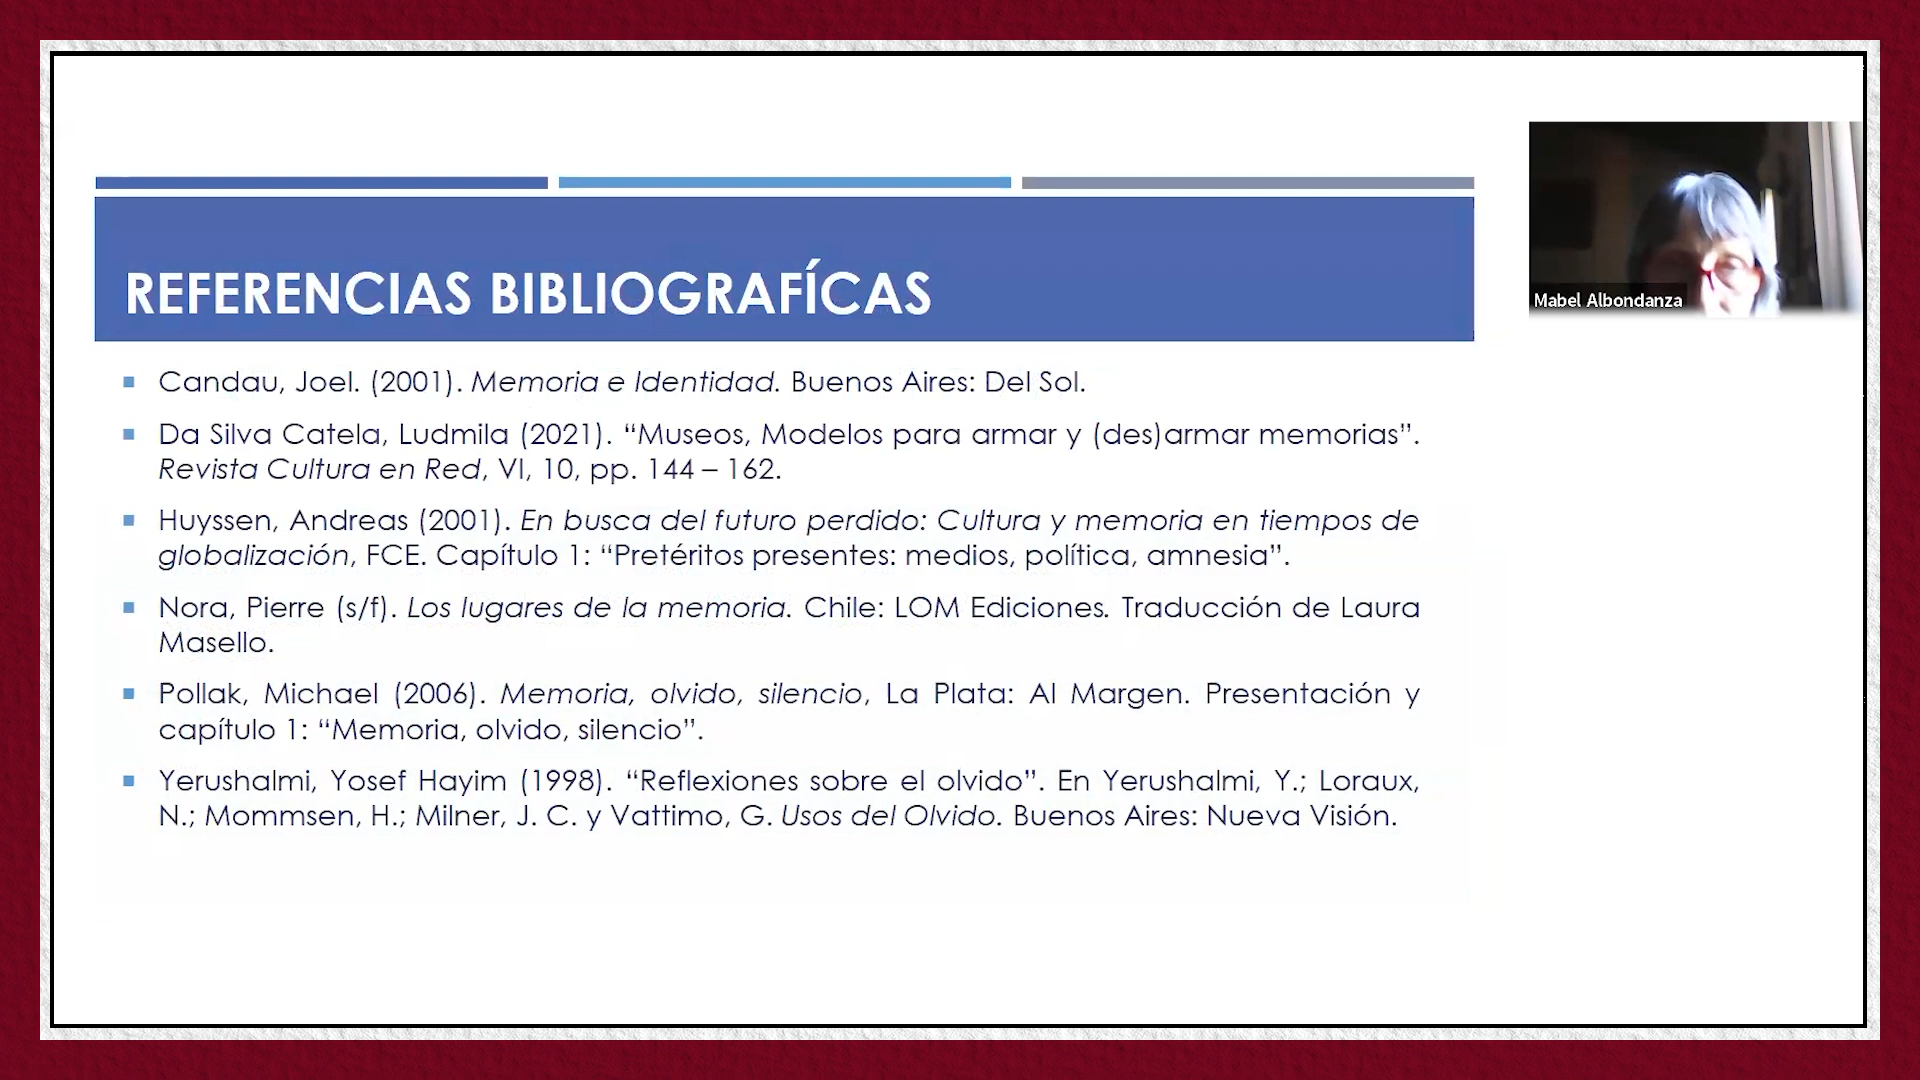 REFERENCIAS BIBLIOGRAFÍCAS
Mabel Albondanza
Candau, Joel. (2001). Memoria e Identidad. Buenos Aires: Del Sol.
Da Silva Catela, Ludmila (2021). “Museos, Modelos para armar y (des)armar memorias”.
Revista Cultura en Red, VI, 10, pp. 144 – 162.
Huyssen, Andreas (2001). En busca del futuro perdido: Cultura y memoria en tiempos de
globalización, FCE. Capítulo 1: “Pretéritos presentes: medios, política, amnesia”.
Nora, Pierre (s/f). Los lugares de la memoria. Chile: LOM Ediciones. Traducción de Laura
Masello.
Pollak, Michael (2006). Memoria, olvido, silencio, La Plata: Al Margen. Presentación y
capítulo 1: “Memoria, olvido, silencio”.
Yerushalmi, Yosef Hayim (1998). “Reflexiones sobre el olvido”. En Yerushalmi, Y.; Loraux,
N.; Mommsen, H.; Milner, J. C. y Vattimo, G. Usos del Olvido. Buenos Aires: Nueva Visión.